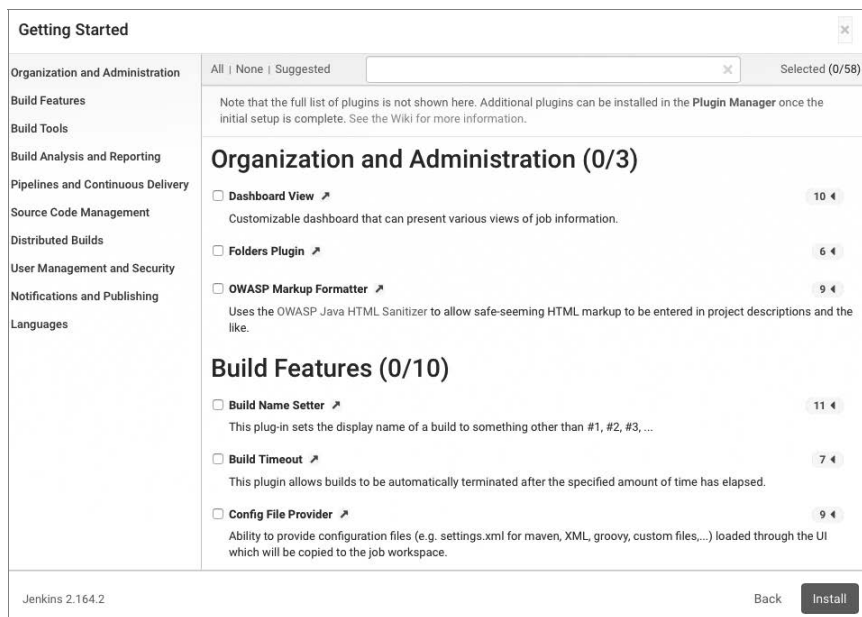 Getting Started
Organization and Administration
Build Features
Build Tools
Build Analysis and Reporting
Pipelines and Continuous Delivery
Source Code Management
Distributed Builds
User Management and Security
Notifications and Publishing
Languages
All | None | Suggested
Selected (0/58)
Note that the full list of plugins is not shown here. Additional plugins can be installed in the Plugin Manager once the
initial setup is complete. See the Wiki for more information.
Organization and Administration (0/3)
Dashboard View 10
Customizable dashboard that can present various views of job information.
Folders Plugin 6
OWASP Markup Formatter 9
Uses the OWASP Java HTML Sanitizer to allow safe-seeming HTML markup to be entered in project descriptions and the
like.
Build Features (0/10)
Build Name Setter 11
This plug-in sets the display name of a build to something other than #1, #2, #3, ...
Build Timeout 7
This plugin allows builds to be automatically terminated after the specified amount of time has elapsed.
Config File Provider 9
Ability to provide configuration files (e.g. settings.xml for maven, XML, groovy, custom files,...) loaded through the UI
which will be copied to the job workspace.
Jenkins 2.164.2
Back
Install